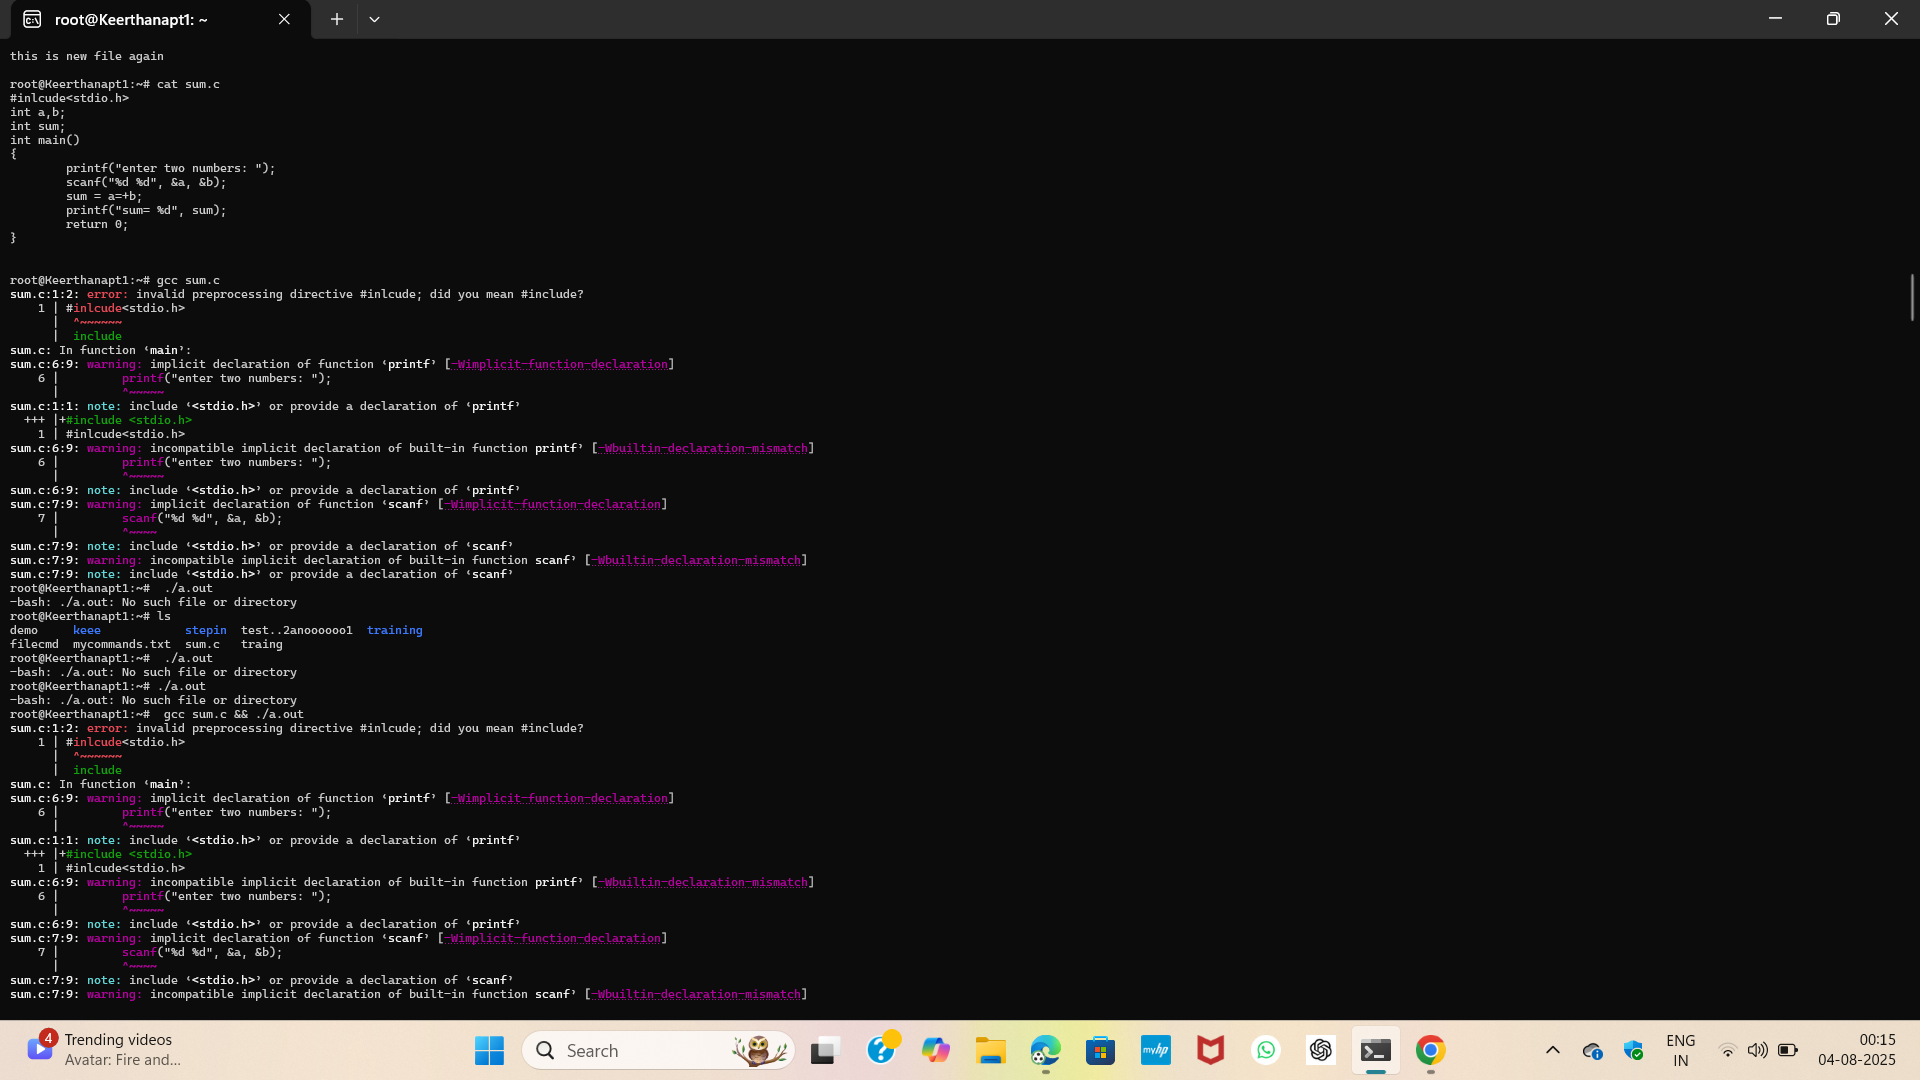 root@Keerthanapt1: ~
this is new file again
root@Keerthanapt1:~# cat sum.c
#inlcude<stdio.h>
int a,b;
int sum;
int main()
{
        printf("enter two numbers: ");
        scanf("%d %d", &a, &b);
        sum = a=+b;
        printf("sum= %d", sum);
        return 0;
}
root@Keerthanapt1:~# gcc sum.c
sum.c:1:2: error: invalid preprocessing directive #inlcude; did you mean #include?
    1 | #inlcude<stdio.h>
      |  ^~~~~~~
      |  include
sum.c: In function ‘main’:
sum.c:6:9: warning: implicit declaration of function ‘printf’ [-Wimplicit-function-declaration]
    6 |         printf("enter two numbers: ");
      |         ^~~~~~
sum.c:1:1: note: include ‘<stdio.h>’ or provide a declaration of ‘printf’
  +++ |+#include <stdio.h>
    1 | #inlcude<stdio.h>
sum.c:6:9: warning: incompatible implicit declaration of built-in function printf’ [-Wbuiltin-declaration-mismatch]
    6 |         printf("enter two numbers: ");
      |         ^~~~~~
sum.c:6:9: note: include ‘<stdio.h>’ or provide a declaration of ‘printf’
sum.c:7:9: warning: implicit declaration of function ‘scanf’ [-Wimplicit-function-declaration]
    7 |         scanf("%d %d", &a, &b);
      |         ^~~~~
sum.c:7:9: note: include ‘<stdio.h>’ or provide a declaration of ‘scanf’
sum.c:7:9: warning: incompatible implicit declaration of built-in function scanf’ [-Wbuiltin-declaration-mismatch]
sum.c:7:9: note: include ‘<stdio.h>’ or provide a declaration of ‘scanf’
root@Keerthanapt1:~#  ./a.out
-bash: ./a.out: No such file or directory
root@Keerthanapt1:~# ls
demo     keee            stepin  test..2anoooooo1  training
filecmd  mycommands.txt  sum.c   traing
root@Keerthanapt1:~#  ./a.out
-bash: ./a.out: No such file or directory
root@Keerthanapt1:~# ./a.out
-bash: ./a.out: No such file or directory
root@Keerthanapt1:~#  gcc sum.c && ./a.out
sum.c:1:2: error: invalid preprocessing directive #inlcude; did you mean #include?
    1 | #inlcude<stdio.h>
      |  ^~~~~~~
      |  include
sum.c: In function ‘main’:
sum.c:6:9: warning: implicit declaration of function ‘printf’ [-Wimplicit-function-declaration]
    6 |         printf("enter two numbers: ");
      |         ^~~~~~
sum.c:1:1: note: include ‘<stdio.h>’ or provide a declaration of ‘printf’
  +++ |+#include <stdio.h>
    1 | #inlcude<stdio.h>
sum.c:6:9: warning: incompatible implicit declaration of built-in function printf’ [-Wbuiltin-declaration-mismatch]
    6 |         printf("enter two numbers: ");
      |         ^~~~~~
sum.c:6:9: note: include ‘<stdio.h>’ or provide a declaration of ‘printf’
sum.c:7:9: warning: implicit declaration of function ‘scanf’ [-Wimplicit-function-declaration]
    7 |         scanf("%d %d", &a, &b);
      |         ^~~~~
sum.c:7:9: note: include ‘<stdio.h>’ or provide a declaration of ‘scanf’
sum.c:7:9: warning: incompatible implicit declaration of built-in function scanf’ [-Wbuiltin-declaration-mismatch]
4
Trending videos
Avatar: Fire and...
Search
myhp
ENG
IN
00:15
04-08-2025